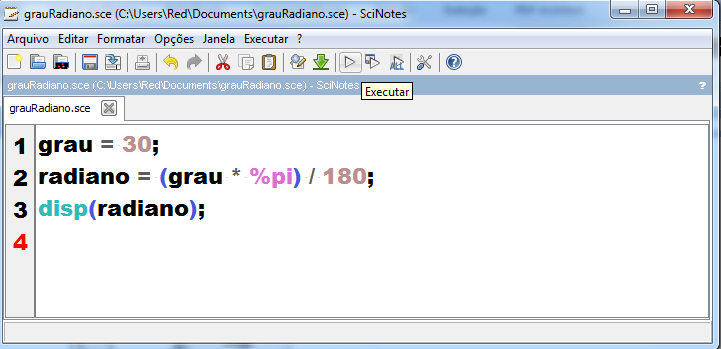 grauRadiano.sce (C:\Users\Red\Documents\grauRadiano.sce) - SciNotes
Arquivo Editar Formatar Opções Janela Executar ?
grauRadiano.sce (C:\Users\Red\Documents\grauRadiano.sce) - SciNotes ?
Executar
grauRadiano.sce
1 grau = 30;
2 radiano = (grau * %pi) / 180;
3 disp(radiano);
4